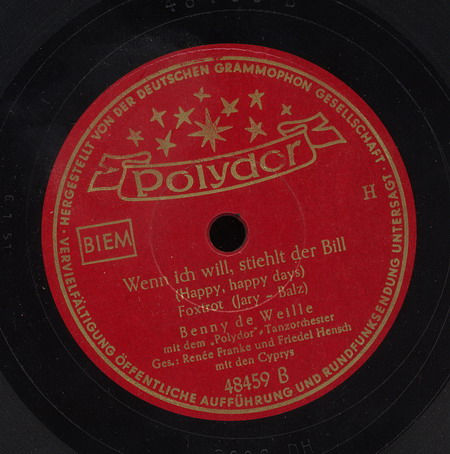 HERGESTELLT VON DER DEUTSCHEN GRAMMOPHON GESELLSCHAFT
Polydor
H
BIEM
Wenn ich will, stiehlt der Bill
(Happy, happy days)
Foxtrot (Jary - Balz)
Benny de Weille
mit dem „Polydor"-Tanzorchester
Ges.: Renée Franke und Friedel Hensch
mit den Cyprys
48459 B
VERVIELFÄLTIGUNG ÖFFENTLICHE AUFFÜHRUNG UND RUNDFUNKSENDUNG UNTERSAGT